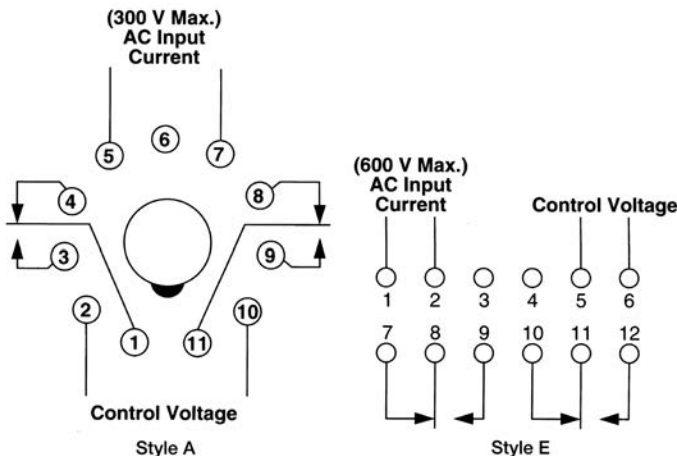 (300 V Max.)
AC Input
Current
5
6
7
4
8
3
9
2
10
1
11
Control Voltage
Style A
(600 V Max.)
AC Input
Current
Control Voltage
1 2 3 4 5 6
7 8 9 10 11 12
Style E